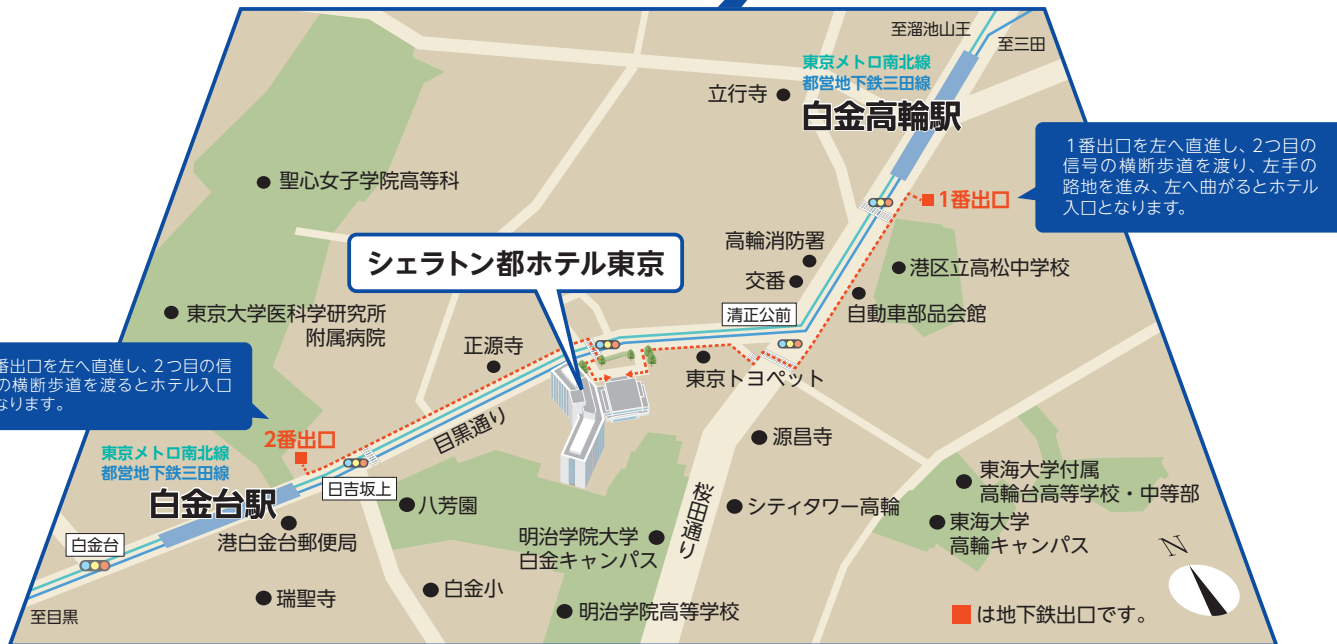 至溜池山王
至三田
東京メトロ南北線
都営地下鉄三田線
白金高輪駅
立行寺
1番出口を左へ直進し、2つ目の
信号の横断歩道を渡り、左手の
路地を進み、左へ曲がるとホテル
入口となります。
1番出口
聖心女子学院高等科
シェラトン都ホテル東京
高輪消防署
交番
港区立高松中学校
清正公前
自動車部品会館
東京大学医科学研究所
附属病院
正源寺
東京トヨペット
番出口を左へ直進し、2つ目の信
の横断歩道を渡るとホテル入口
なります。
目黒通り
2番出口
源昌寺
東京メトロ南北線
都営地下鉄三田線
白金台駅
日吉坂上
八芳園
桜田通り
シティタワー高輪
東海大学付属
高輪台高等学校・中等部
東海大学
高輪キャンパス
港白金台郵便局
明治学院大学
白金キャンパス
白金台
N
瑞聖寺
白金小
明治学院高等学校
至目黒
は地下鉄出口です。